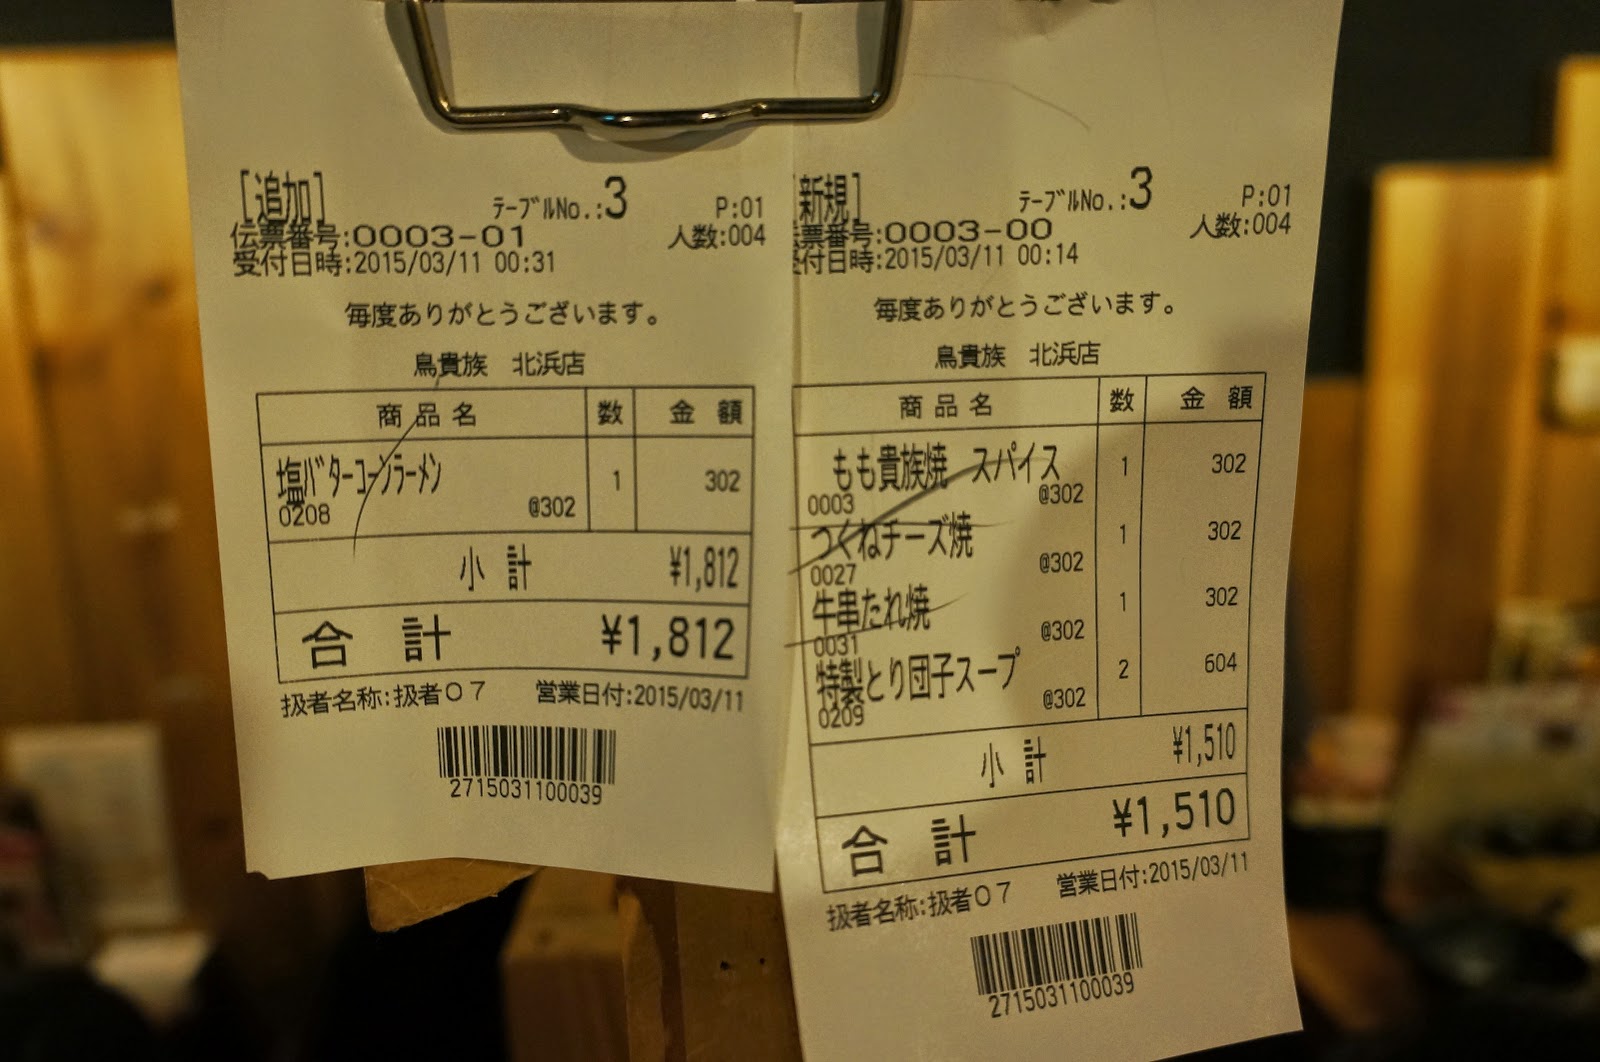 [追加]
テーブルNo.:3 P:01
伝票番号:0003-01 人数:004
受付日時:2015/03/11 00:31
毎度ありがとうございます。
鳥貴族 北浜店
商品名 数 金額
塩バターコーンラーメン 1 302
0208 @302
小計 ¥1,812
合計 ¥1,812
扱者名称:扱者07 営業日付:2015/03/11
2715031100039
新規]
テーブルNo.:3 P:01
票番号:0003-00 人数:004
付日時:2015/03/11 00:14
毎度ありがとうございます。
鳥貴族 北浜店
商品名 数 金額
もも貴族焼 スパイス 1 302
0003 @302
つくねチーズ焼 1 302
0027 @302
牛串たれ焼 1 302
0031 @302
特製とり団子スープ 2 604
0209 @302
小計 ¥1,510
合計 ¥1,510
扱者名称:扱者07 営業日付:2015/03/11
2715031100039